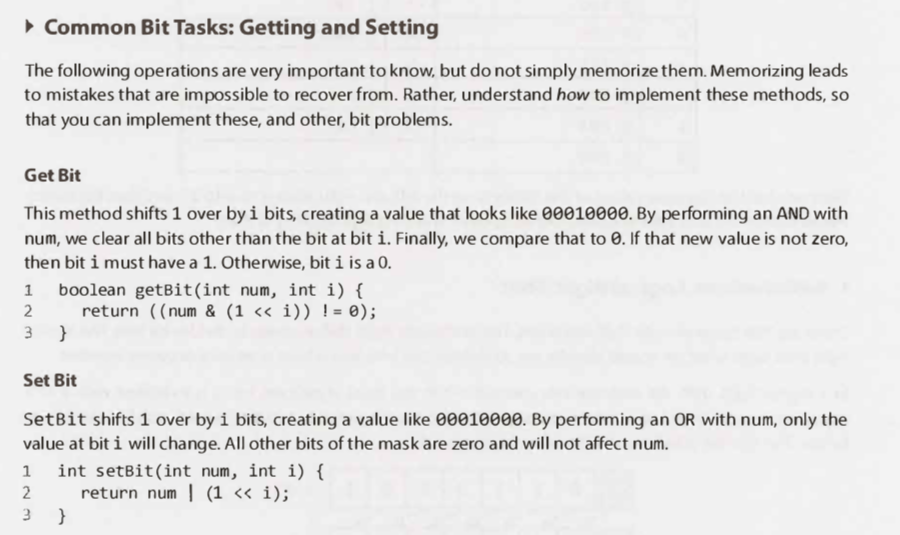 ▸ Common Bit Tasks: Getting and Setting
The following operations are very important to know, but do not simply memorize them. Memorizing leads
to mistakes that are impossible to recover from. Rather, understand how to implement these methods, so
that you can implement these, and other, bit problems.
Get Bit
This method shifts 1 over by i bits, creating a value that looks like 00010000. By performing an AND with
num, we clear all bits other than the bit at bit i. Finally, we compare that to 0. If that new value is not zero,
then bit i must have a 1. Otherwise, bit i is a 0.
1 boolean getBit(int num, int i) {
2 return ((num & (1 << i)) != 0);
3 }
Set Bit
SetBit shifts 1 over by i bits, creating a value like 00010000. By performing an OR with num, only the
value at bit i will change. All other bits of the mask are zero and will not affect num.
1 int setBit(int num, int i) {
2 return num | (1 << i);
3 }